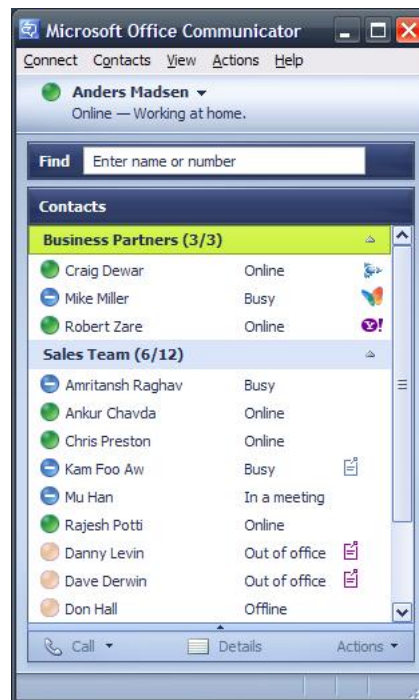 Microsoft Office Communicator
Connect Contacts View Actions Help
Anders Madsen
Online — Working at home.
Find Enter name or number
Contacts
Business Partners (3/3)
Craig Dewar Online
Mike Miller Busy
Robert Zare Online Y!
Sales Team (6/12)
Amritansh Raghav Busy
Ankur Chavda Online
Chris Preston Online
Kam Foo Aw Busy
Mu Han In a meeting
Rajesh Potti Online
Danny Levin Out of office
Dave Derwin Out of office
Don Hall Offline
Call Details Actions